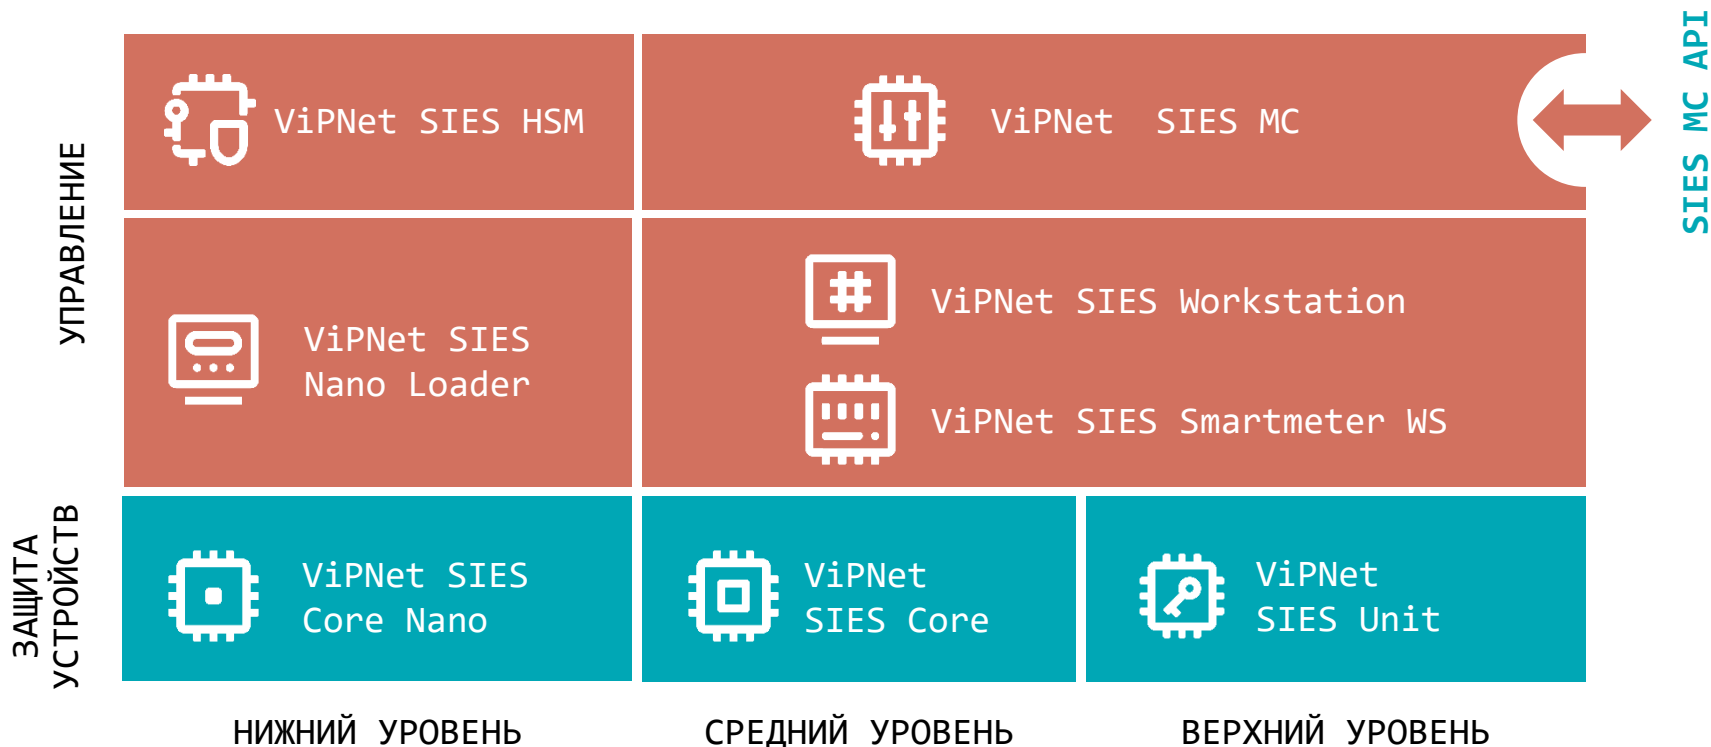 ViPNet SIES HSM
ViPNet SIES MC
SIES MC API
УПРАВЛЕНИЕ
ViPNet SIES
Nano Loader
ViPNet SIES Workstation
ViPNet SIES Smartmeter WS
ЗАЩИТА
УСТРОЙСТВ
ViPNet SIES
Core Nano
ViPNet
SIES Core
ViPNet
SIES Unit
НИЖНИЙ УРОВЕНЬ
СРЕДНИЙ УРОВЕНЬ
ВЕРХНИЙ УРОВЕНЬ